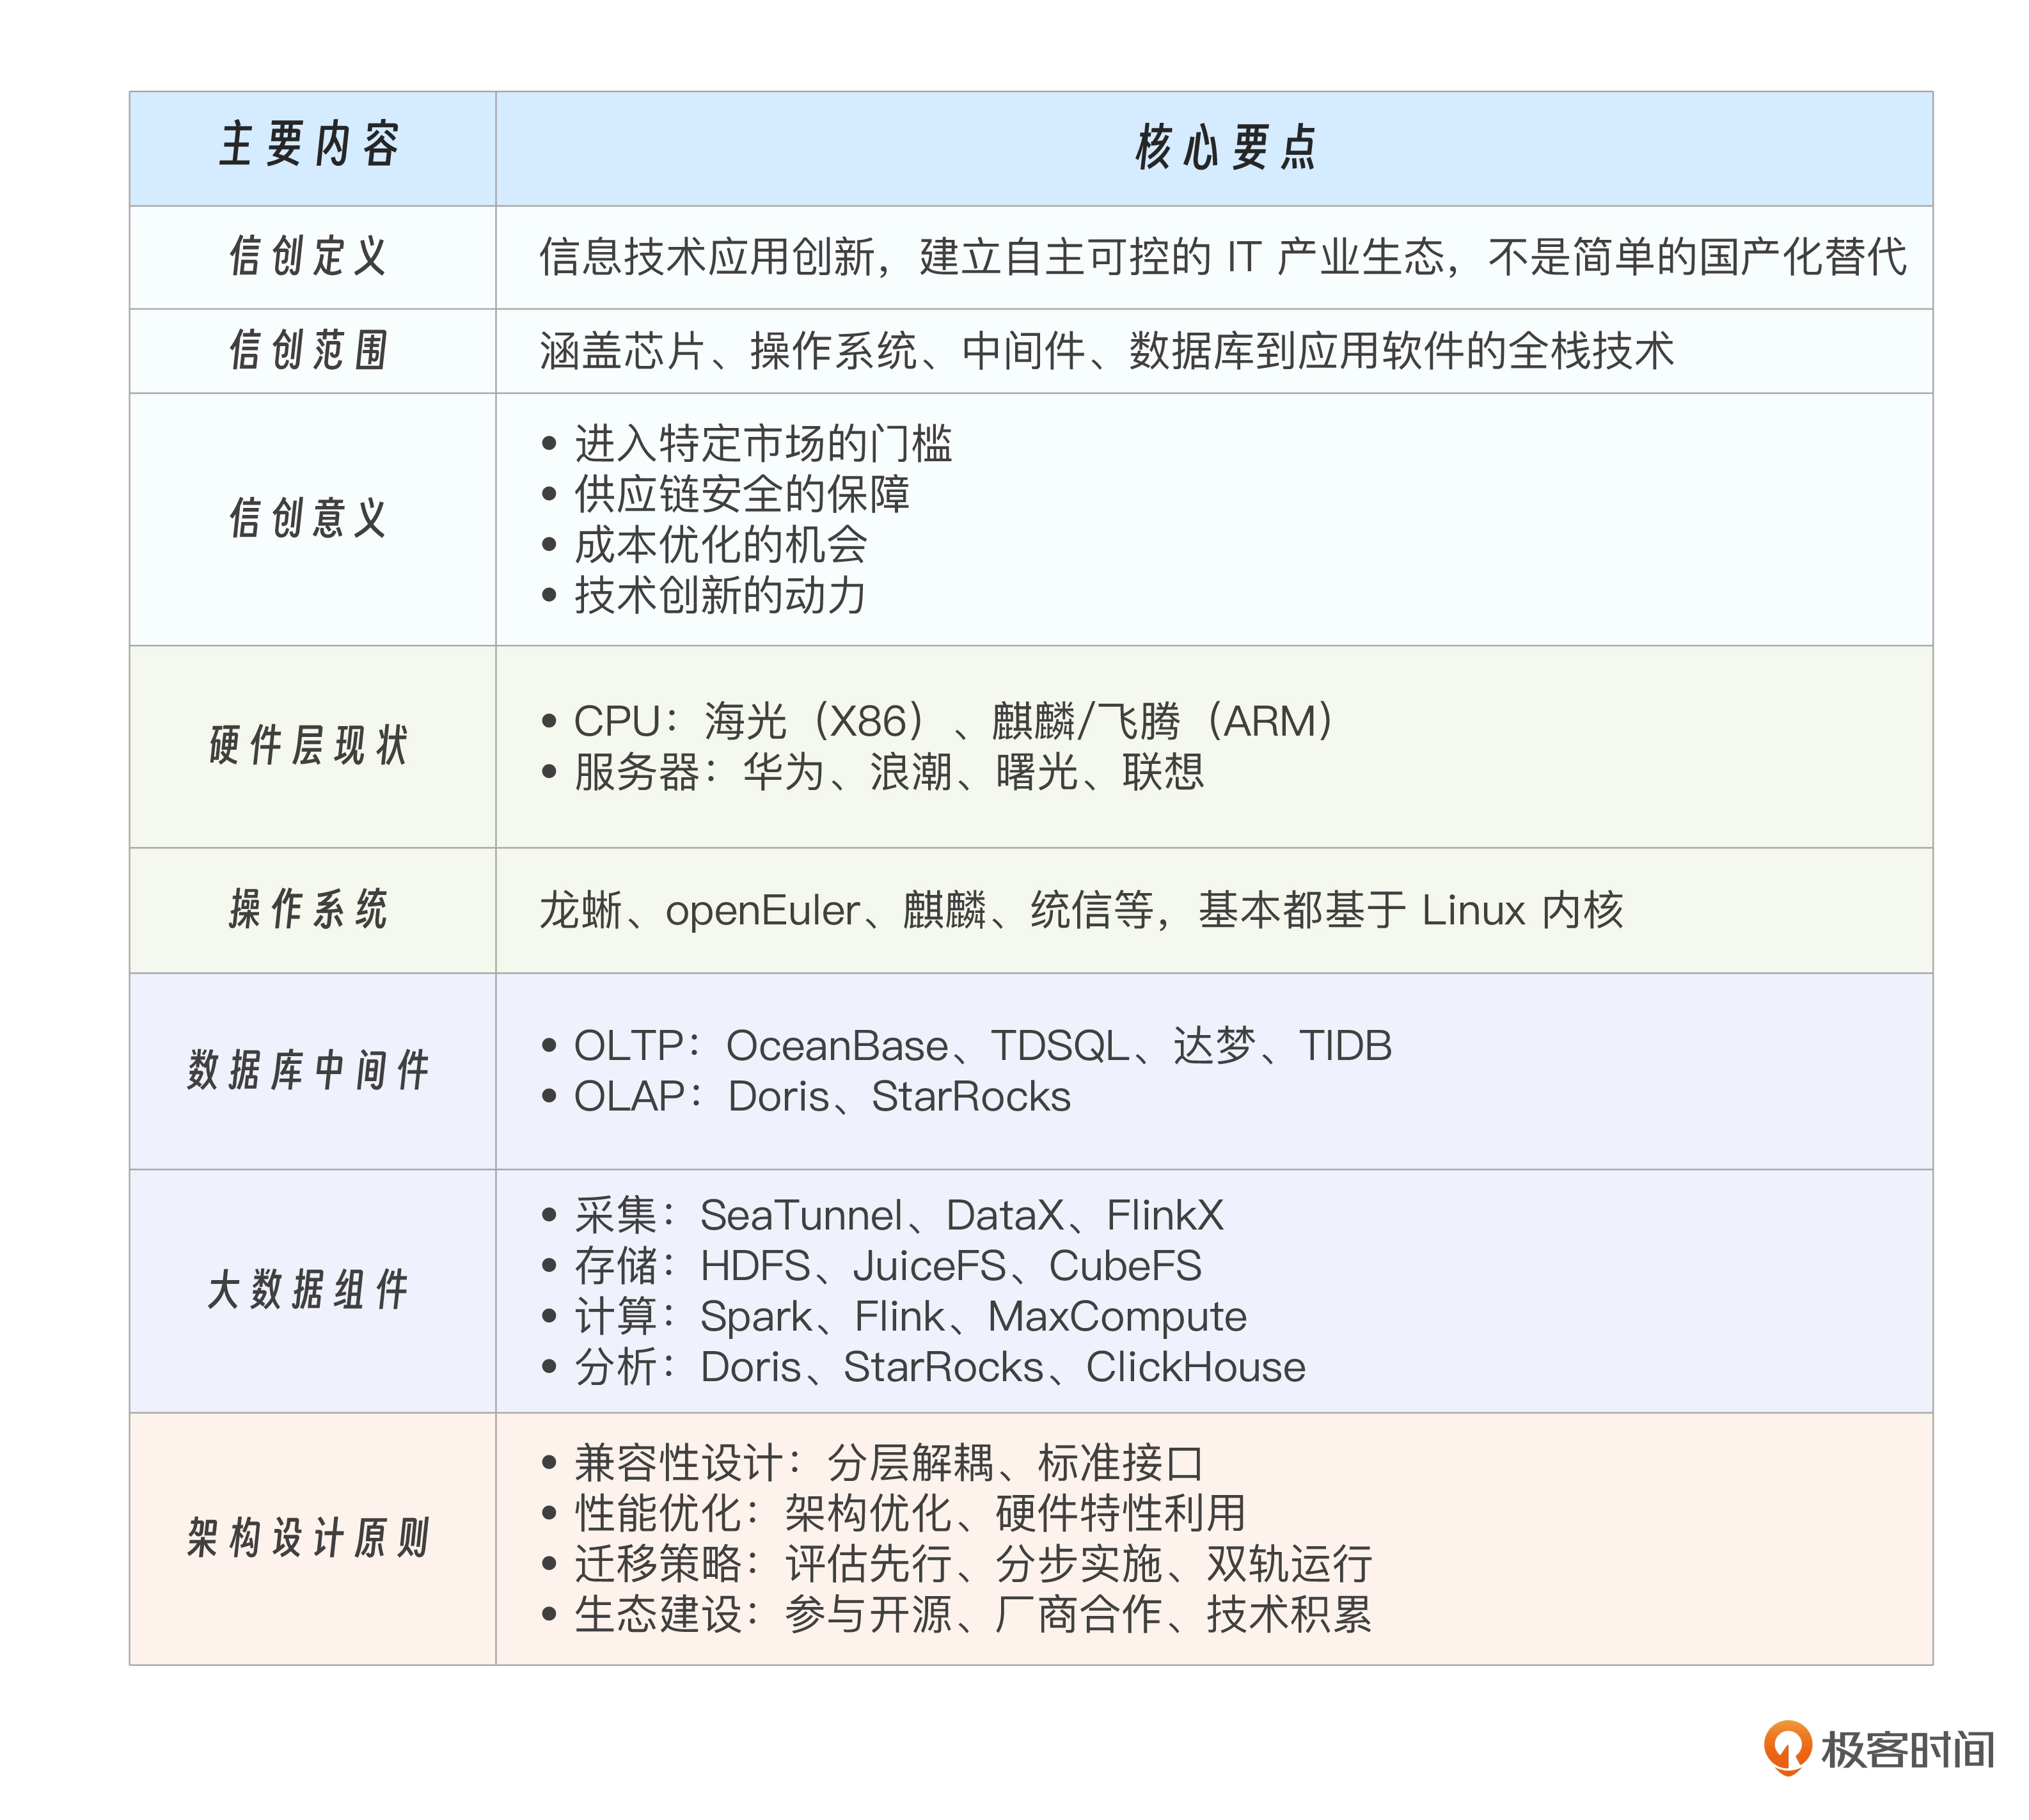 主要内容
核心要点
信创定义
信息技术应用创新，建立自主可控的 IT 产业生态，不是简单的国产化替代
信创范围
涵盖芯片、操作系统、中间件、数据库到应用软件的全栈技术
信创意义
• 进入特定市场的门槛
• 供应链安全的保障
• 成本优化的机会
• 技术创新的动力
硬件层现状
• CPU：海光（X86）、麒麟/飞腾（ARM）
• 服务器：华为、浪潮、曙光、联想
操作系统
龙蜥、openEuler、麒麟、统信等，基本都基于 Linux 内核
数据库中间件
• OLTP：OceanBase、TDSQL、达梦、TIDB
• OLAP：Doris、StarRocks
大数据组件
• 采集：SeaTunnel、DataX、FlinkX
• 存储：HDFS、JuiceFS、CubeFS
• 计算：Spark、Flink、MaxCompute
• 分析：Doris、StarRocks、ClickHouse
架构设计原则
• 兼容性设计：分层解耦、标准接口
• 性能优化：架构优化、硬件特性利用
• 迁移策略：评估先行、分步实施、双轨运行
• 生态建设：参与开源、厂商合作、技术积累
极客时间